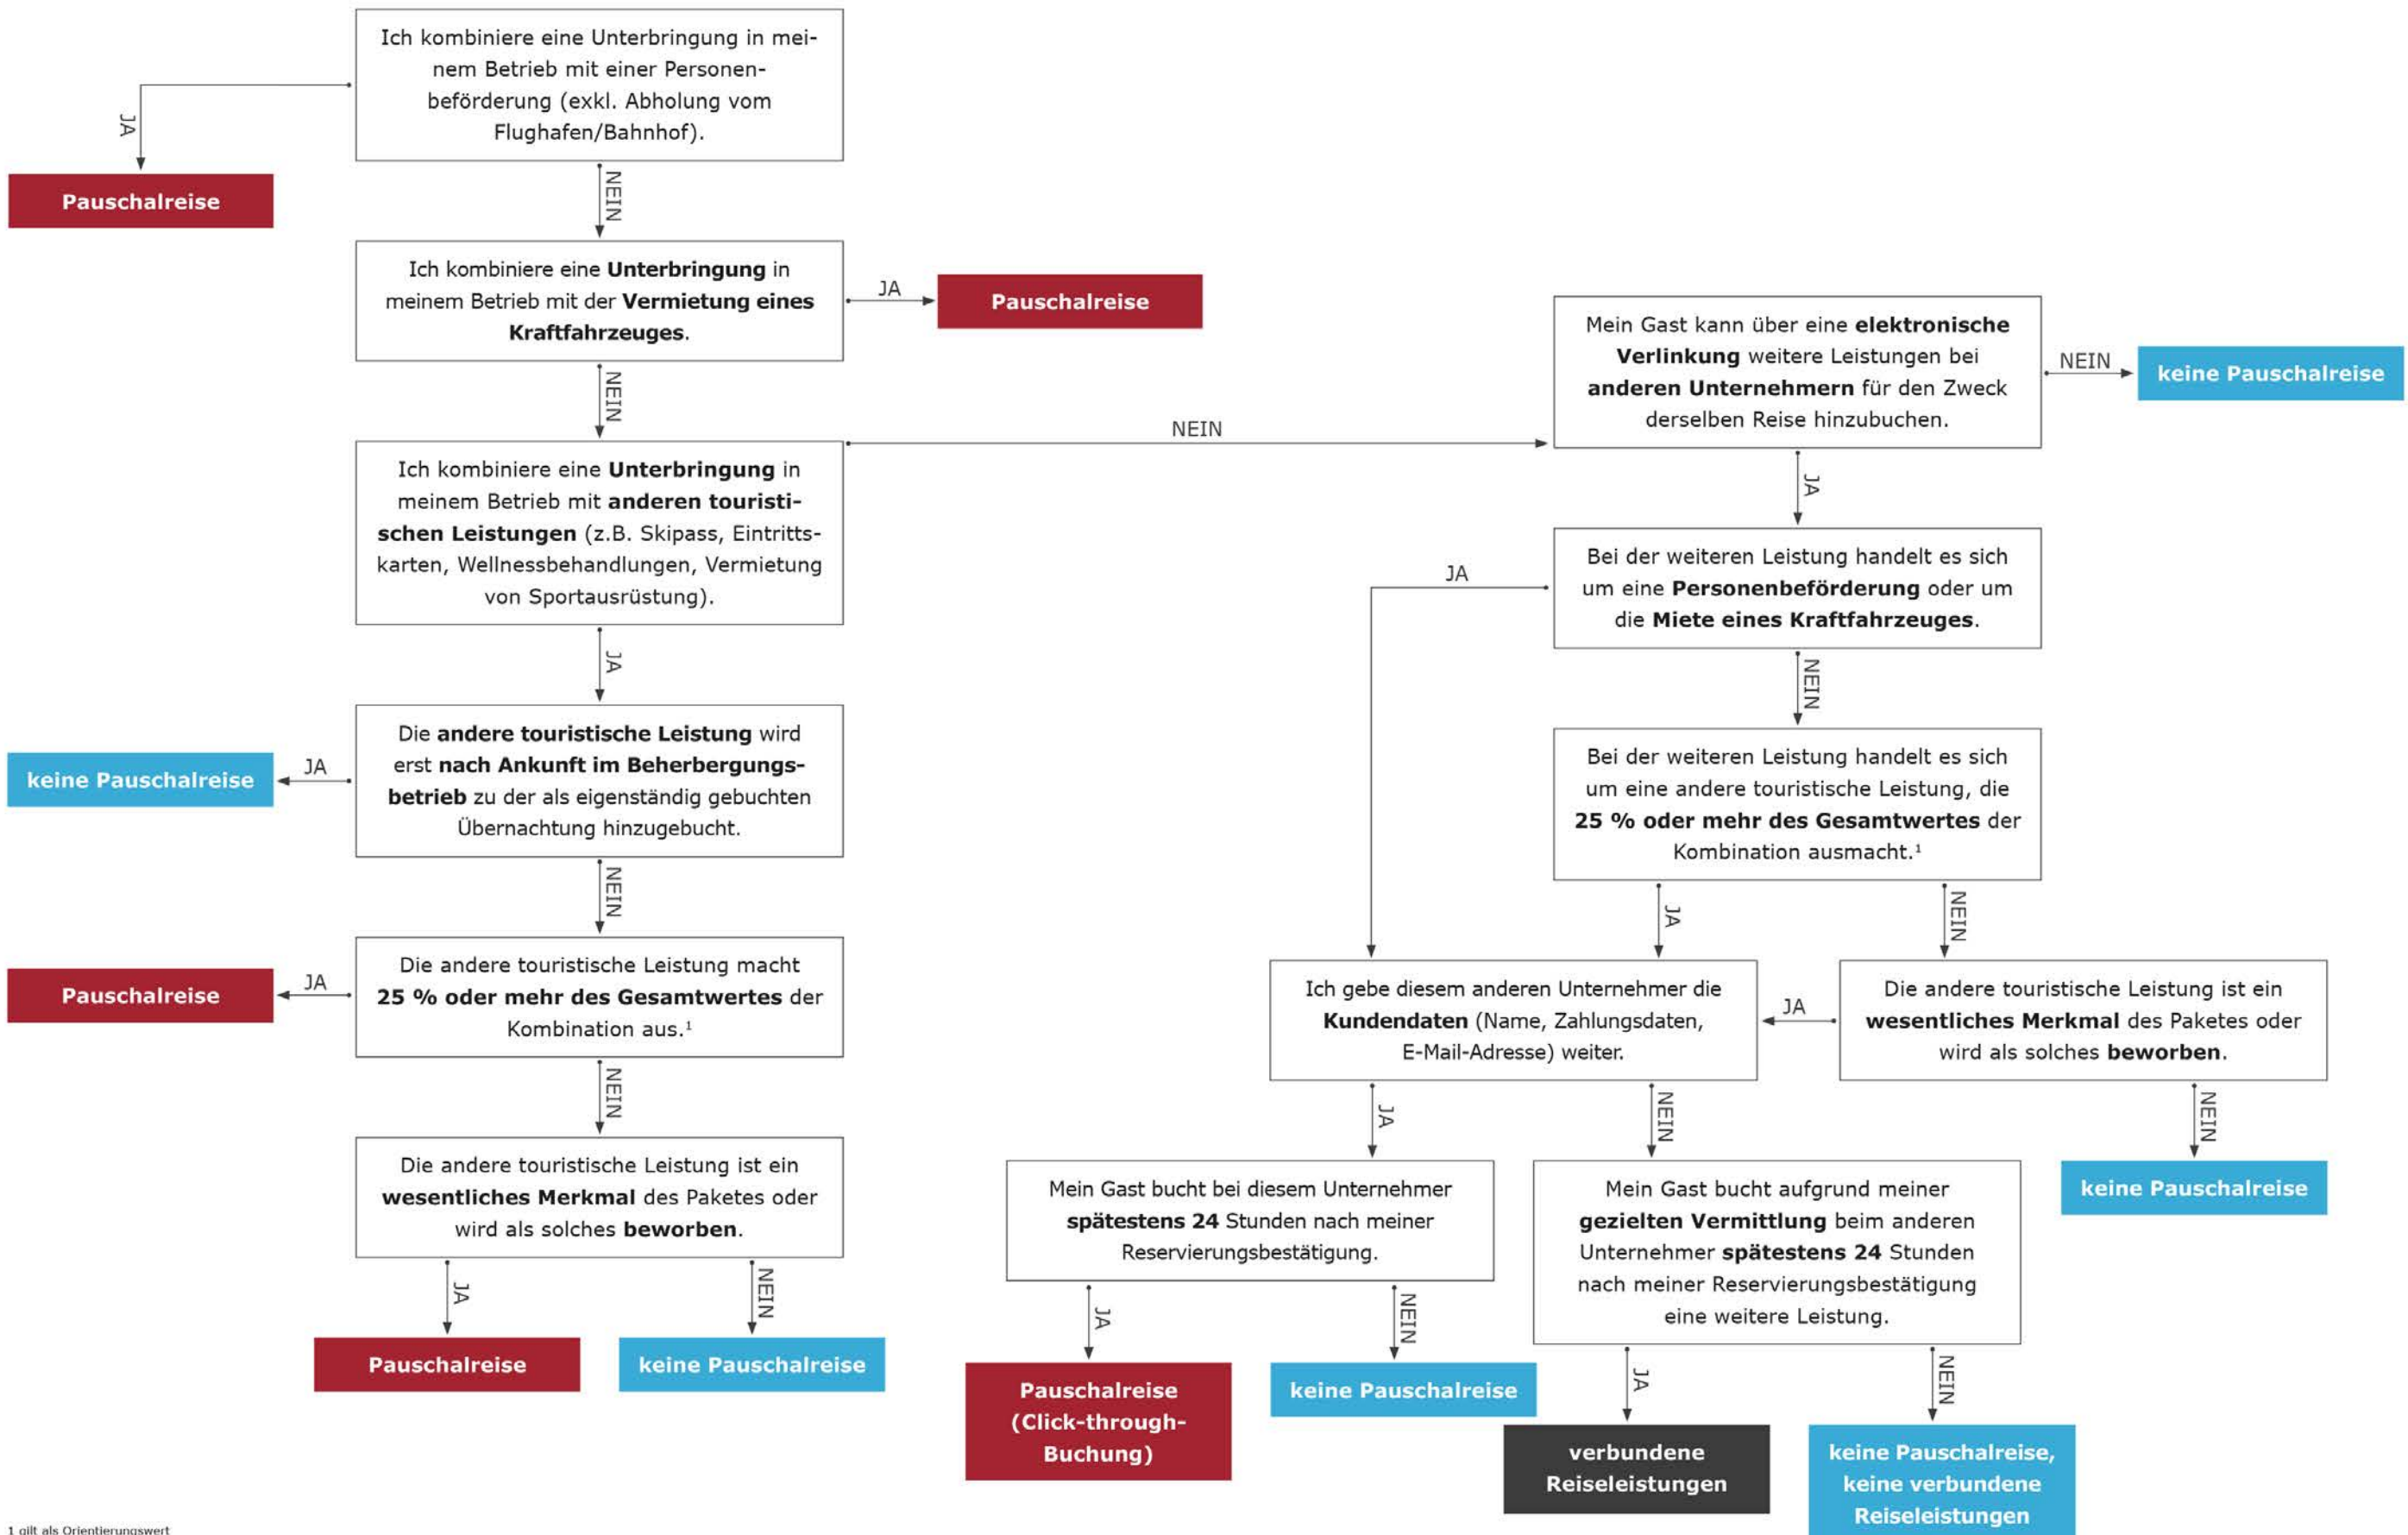 Ich kombiniere eine Unterbringung in mei-
nem Betrieb mit einer Personen-
beförderung (exkl. Abholung vom
Flughafen/Bahnhof).
JA
Pauschalreise
NEIN
Ich kombiniere eine Unterbringung in
meinem Betrieb mit der Vermietung eines
Kraftfahrzeuges.
JA
Pauschalreise
NEIN
Ich kombiniere eine Unterbringung in
meinem Betrieb mit anderen touristi-
schen Leistungen (z.B. Skipass, Eintritts-
karten, Wellnessbehandlungen, Vermietung
von Sportausrüstung).
NEIN
JA
Die andere touristische Leistung wird
erst nach Ankunft im Beherbergungs-
betrieb zu der als eigenständig gebuchten
Übernachtung hinzugebucht.
JA
keine Pauschalreise
NEIN
Die andere touristische Leistung macht
25 % oder mehr des Gesamtwertes der
Kombination aus.¹
JA
Pauschalreise
NEIN
Die andere touristische Leistung ist ein
wesentliches Merkmal des Paketes oder
wird als solches beworben.
JA
NEIN
Pauschalreise
keine Pauschalreise
Mein Gast kann über eine elektronische
Verlinkung weitere Leistungen bei
anderen Unternehmern für den Zweck
derselben Reise hinzubuchen.
NEIN
keine Pauschalreise
JA
Bei der weiteren Leistung handelt es sich
um eine Personenbeförderung oder um
die Miete eines Kraftfahrzeuges.
JA
NEIN
Bei der weiteren Leistung handelt es sich
um eine andere touristische Leistung, die
25 % oder mehr des Gesamtwertes der
Kombination ausmacht.¹
JA
NEIN
Ich gebe diesem anderen Unternehmer die
Kundendaten (Name, Zahlungsdaten,
E-Mail-Adresse) weiter.
JA
Die andere touristische Leistung ist ein
wesentliches Merkmal des Paketes oder
wird als solches beworben.
JA
NEIN
NEIN
keine Pauschalreise
Mein Gast bucht bei diesem Unternehmer
spätestens 24 Stunden nach meiner
Reservierungsbestätigung.
Mein Gast bucht aufgrund meiner
gezielten Vermittlung beim anderen
Unternehmer spätestens 24 Stunden
nach meiner Reservierungsbestätigung
eine weitere Leistung.
JA
NEIN
JA
NEIN
Pauschalreise
(Click-through-
Buchung)
keine Pauschalreise
verbundene
Reiseleistungen
keine Pauschalreise,
keine verbundene
Reiseleistungen
1 gilt als Orientierungswert